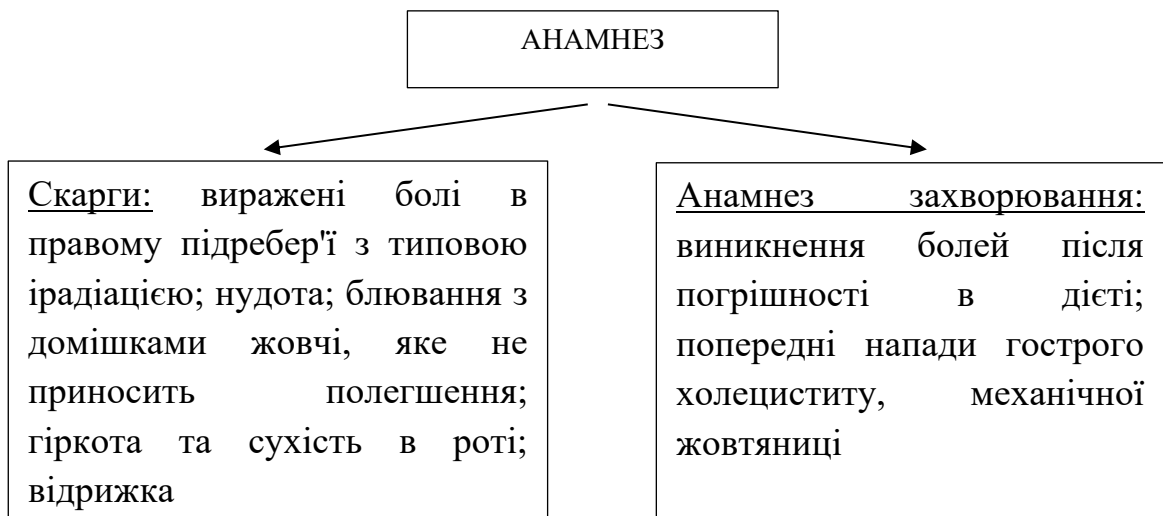 АНАМНЕЗ
Скарги: виражені болі в
правому підребер'ї з типовою
ірадіацією; нудота; блювання з
домішками жовчі, яке не
приносить полегшення;
гіркота та сухість в роті;
відрижка
Анамнез захворювання:
виникнення болей після
погрішності в дієті;
попередні напади гострого
холециститу, механічної
жовтяниці